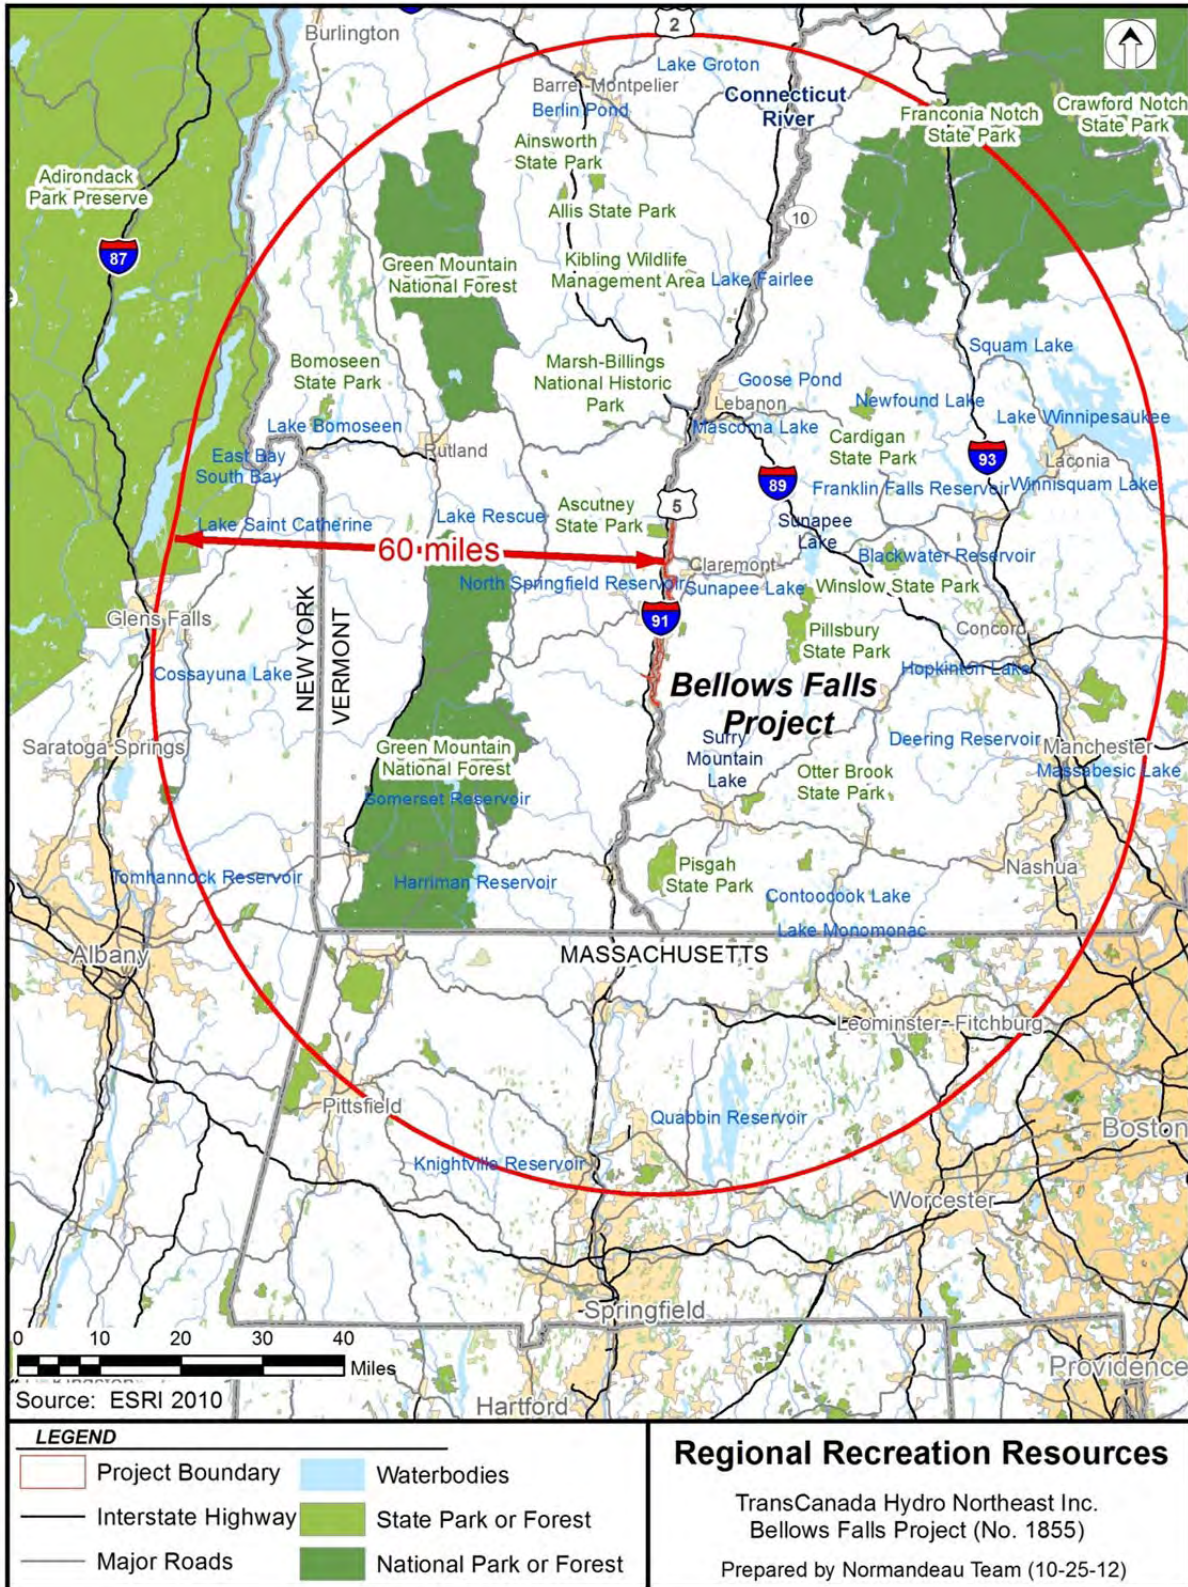 Burlington
2
Lake Groton
Barre-Montpelier
Berlin Pond
Connecticut
River
Franconia Notch
State Park
Crawford Notch
State Park
Ainsworth
State Park
Adirondack
Park Preserve
Allis State Park
10
87
Green Mountain
National Forest
Kibling Wildlife
Management Area
Lake Fairlee
Squam Lake
Bomoseen
State Park
Marsh-Billings
National Historic
Park
Goose Pond
Lebanon
Newfound Lake
Lake Winnipesaukee
Lake Bomoseen
Mascoma Lake
Rutland
East Bay
South Bay
Cardigan
State Park
93
Laconia
89
Franklin Falls Reservoir
Winnisquam Lake
Ascutney
State Park
5
Lake Saint Catherine
Lake Rescue
Sunapee
Lake
60 miles
Blackwater Reservoir
Claremont
North Springfield Reservoir
Sunapee Lake
Winslow State Park
NEW YORK
VERMONT
Glens Falls
91
Pillsbury
State Park
Concord
Cossayuna Lake
Hopkinton Lake
Bellows Falls
Project
Saratoga Springs
Green Mountain
National Forest
Surry
Mountain
Lake
Deering Reservoir
Manchester
Massabesic Lake
Otter Brook
State Park
Somerset Reservoir
Tomhannock Reservoir
Harriman Reservoir
Pisgah
State Park
Nashua
Contoocook Lake
Lake Monomonac
Albany
MASSACHUSETTS
Leominster--Fitchburg
Pittsfield
Quabbin Reservoir
Boston
Knightville Reservoir
Worcester
Springfield
0 10 20 30 40
Miles
Providence
Source: ESRI 2010
Hartford
LEGEND
Project Boundary
Interstate Highway
Major Roads
Waterbodies
State Park or Forest
National Park or Forest
Regional Recreation Resources
TransCanada Hydro Northeast Inc.
Bellows Falls Project (No. 1855)
Prepared by Normandeau Team (10-25-12)